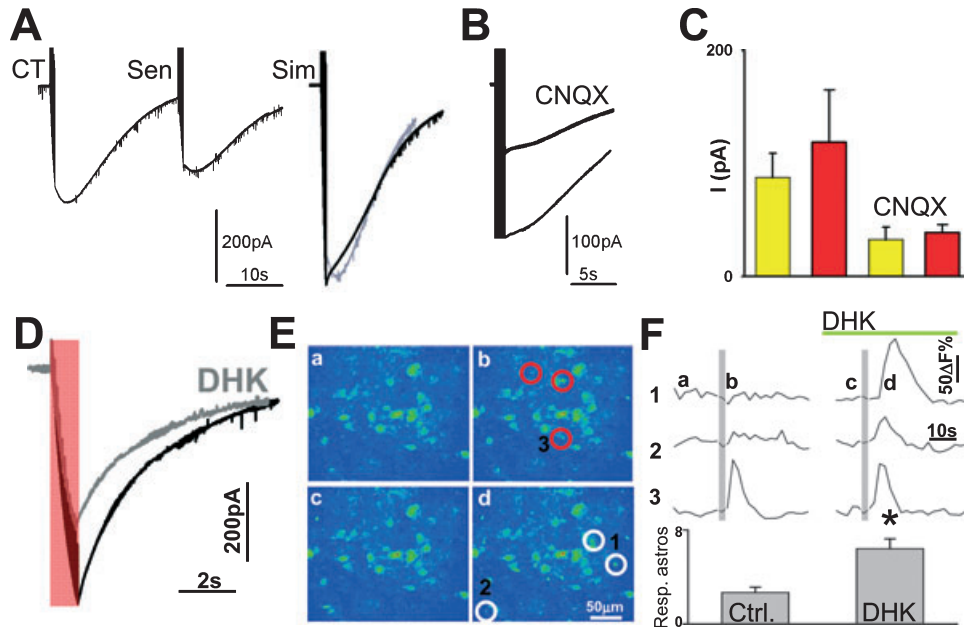 A
CT
Sen
Sim
200pA
10s
B
CNQX
100pA
5s
C
200
I (pA)
0
CNQX
D
DHK
200pA
2s
E
a
b
3
c
d
1
2
50µm
F
DHK
50ΔF%
10s
a
b
c
d
1
2
3
*
Resp. astros
8
0
Ctrl.
DHK